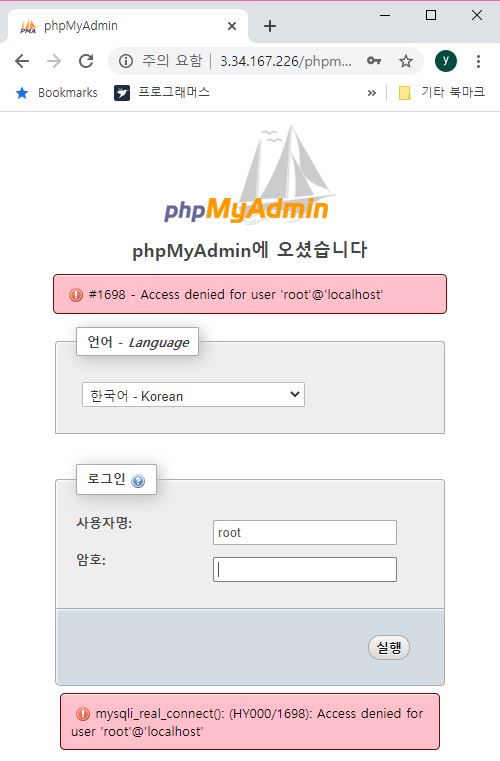 phpMyAdmin
주의 요함 | 3.34.167.226/phpm...
y
Bookmarks 프로그래머스 » 기타 북마크
phpMyAdmin
phpMyAdmin에 오셨습니다
#1698 - Access denied for user 'root'@'localhost'
언어 - Language
한국어 - Korean
로그인
사용자명: root
암호:
실행
mysqli_real_connect(): (HY000/1698): Access denied for
user 'root'@'localhost'